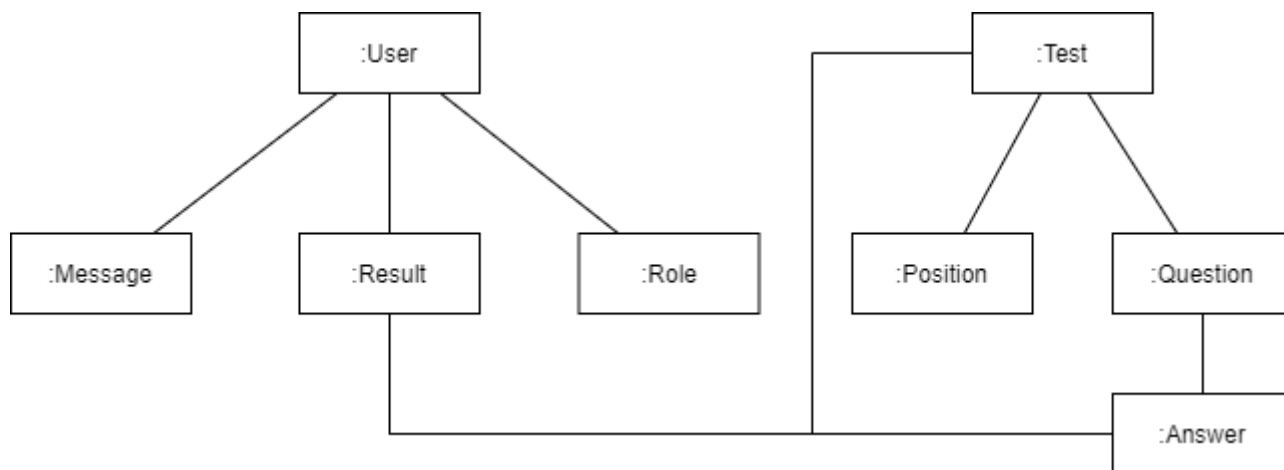 :User
:Test
:Message
:Result
:Role
:Position
:Question
:Answer